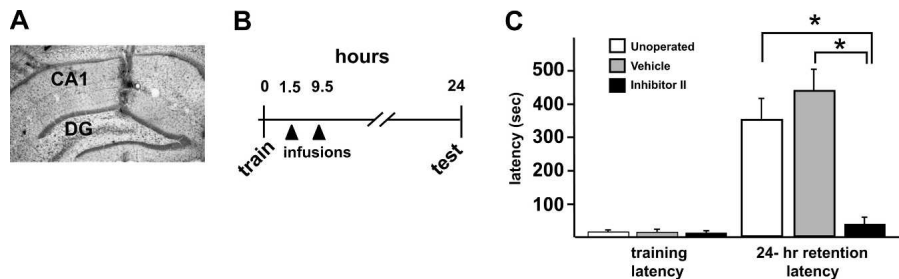 A
CA1
DG
B
hours
0 1.5 9.5 24
train infusions test
C
*
*
Unoperated
Vehicle
Inhibitor II
latency (sec)
500
400
300
200
100
training latency
24- hr retention latency